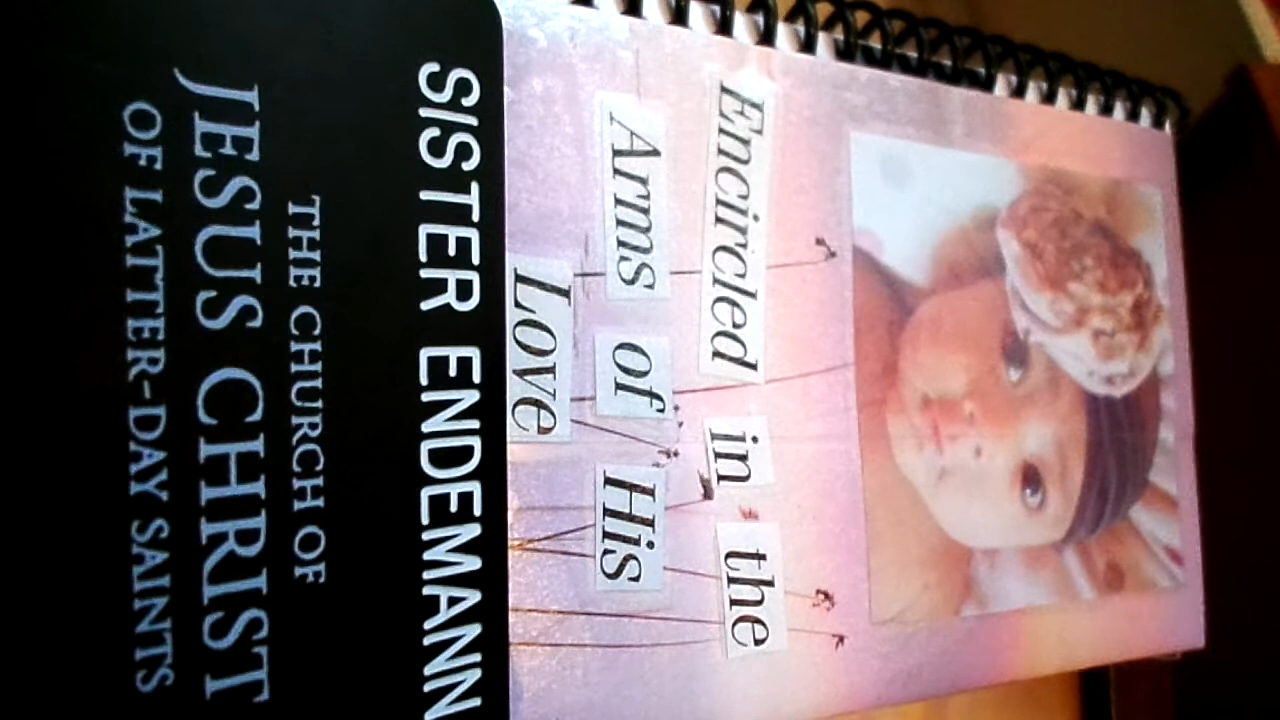 Encircled in the
Arms of His
Love
SISTER ENDEMANN
THE CHURCH OF
JESUS CHRIST
OF LATTER-DAY SAINTS